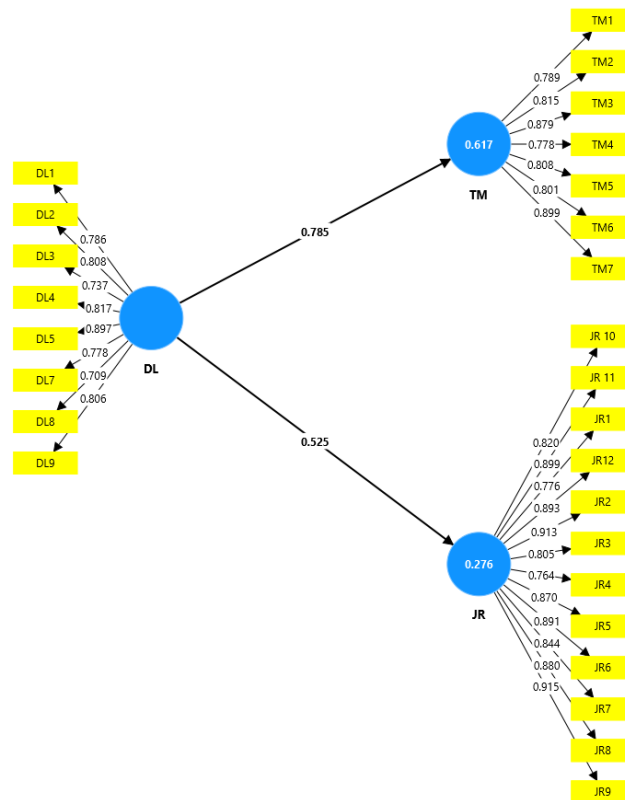 TM1
TM2
TM3
TM4
TM5
TM6
TM7
0.789
0.815
0.879
0.778
0.808
0.801
0.899
0.617
TM
DL1
DL2
DL3
DL4
DL5
DL7
DL8
DL9
0.786
0.808
0.737
0.817
0.897
0.778
0.709
0.806
DL
0.785
0.525
JR 10
JR 11
JR1
JR12
JR2
JR3
JR4
JR5
JR6
JR7
JR8
JR9
0.820
0.899
0.776
0.893
0.913
0.805
0.764
0.870
0.891
0.844
0.880
0.915
0.276
JR